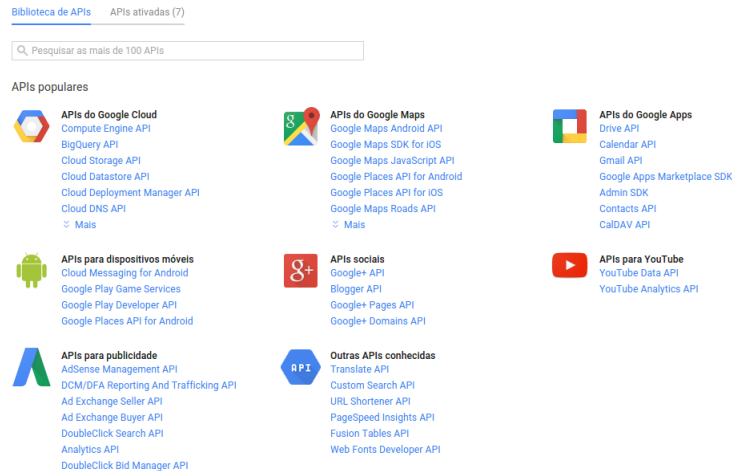 Biblioteca de APIs
APIs ativadas (7)
Pesquisar as mais de 100 APIs
APIs populares
APIs do Google Cloud
Compute Engine API
BigQuery API
Cloud Storage API
Cloud Datastore API
Cloud Deployment Manager API
Cloud DNS API
Mais
g
APIs do Google Maps
Google Maps Android API
Google Maps SDK for iOS
Google Maps JavaScript API
Google Places API for Android
Google Places API for iOS
Google Maps Roads API
Mais
APIs do Google Apps
Drive API
Calendar API
Gmail API
Google Apps Marketplace SDK
Admin SDK
Contacts API
CalDAV API
APIs para dispositivos móveis
Cloud Messaging for Android
Google Play Game Services
Google Play Developer API
Google Places API for Android
g+
APIs sociais
Google+ API
Blogger API
Google+ Pages API
Google+ Domains API
APIs para YouTube
YouTube Data API
YouTube Analytics API
APIs para publicidade
AdSense Management API
DCM/DFA Reporting And Trafficking API
Ad Exchange Seller API
Ad Exchange Buyer API
DoubleClick Search API
Analytics API
DoubleClick Bid Manager API
API
Outras APIs conhecidas
Translate API
Custom Search API
URL Shortener API
PageSpeed Insights API
Fusion Tables API
Web Fonts Developer API